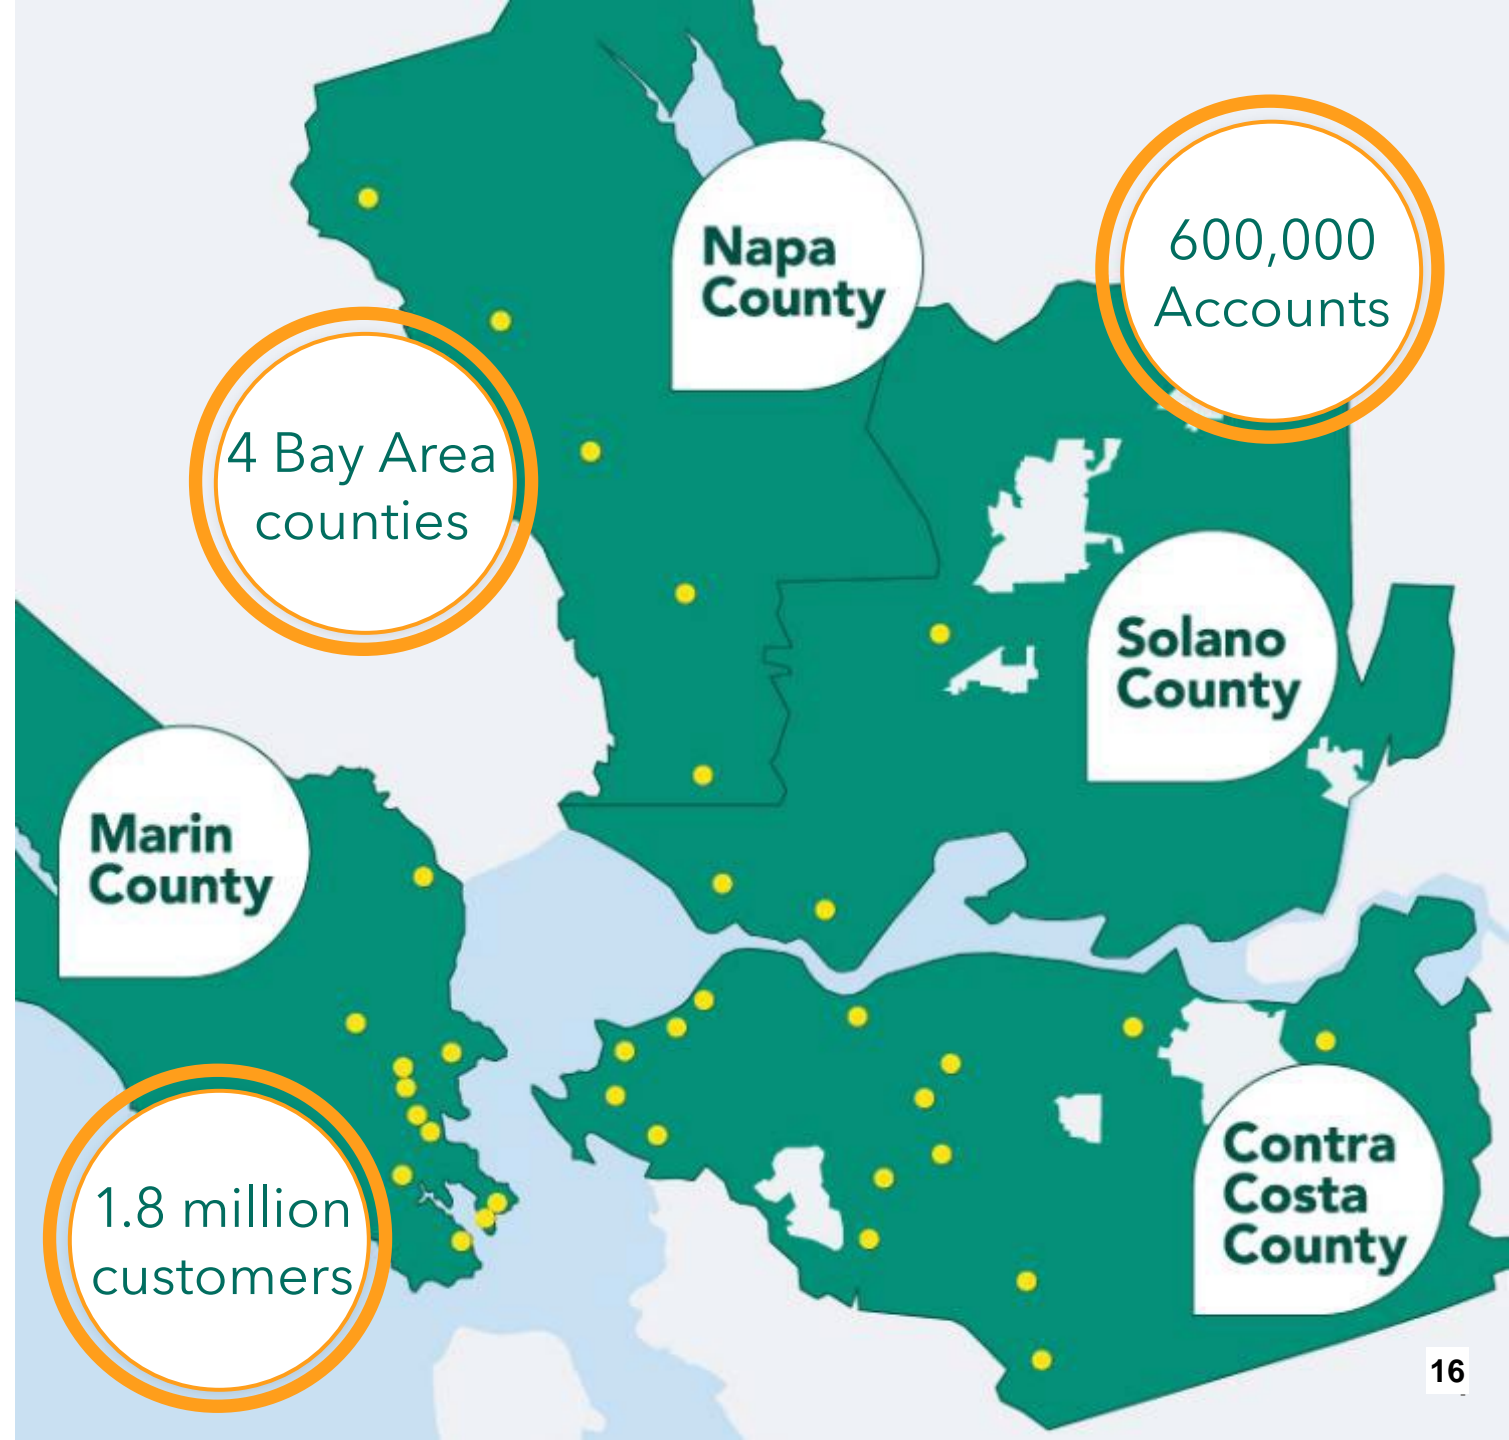 Napa
County
600,000
Accounts
4 Bay Area
counties
Solano
County
Marin
County
Contra
Costa
County
1.8 million
customers
16